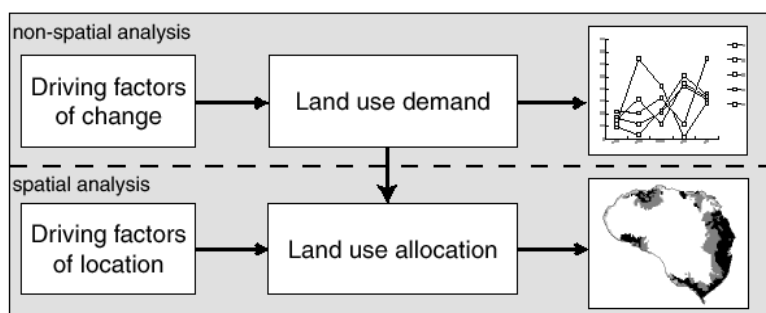 non-spatial analysis
Driving factors
of change
Land use demand
spatial analysis
Driving factors
of location
Land use allocation